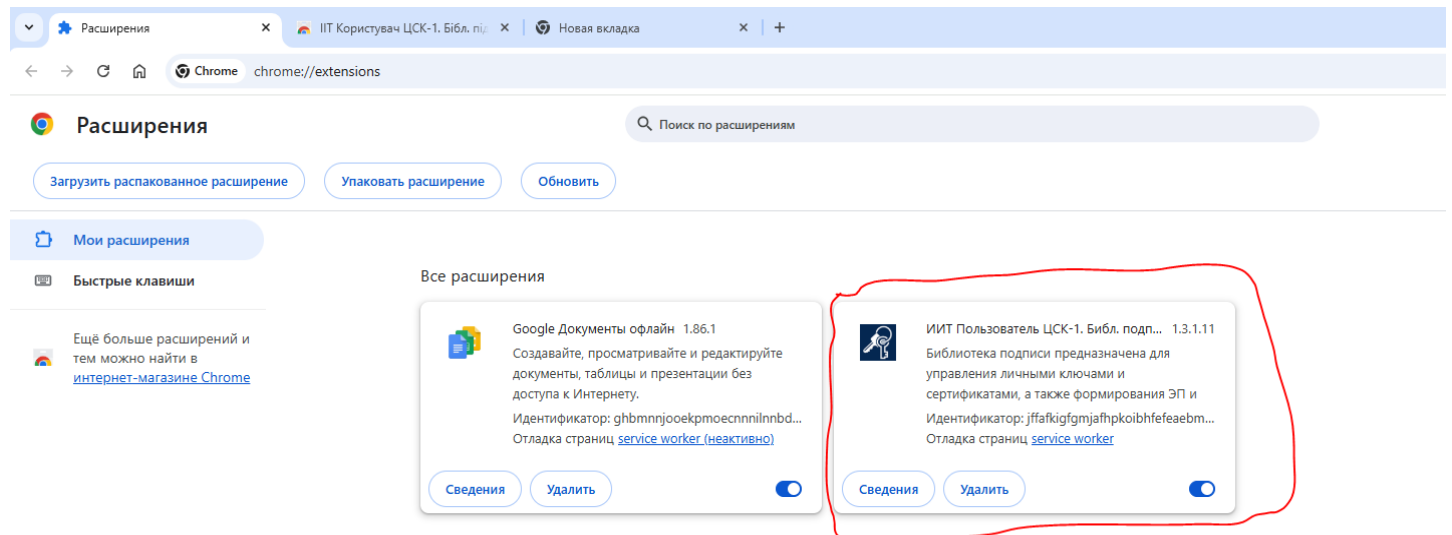 Расширения
ІІТ Користувач ЦСК-1. Бібл. під
Новая вкладка
Chrome
chrome://extensions
Расширения
Поиск по расширениям
Загрузить распакованное расширение
Упаковать расширение
Обновить
Мои расширения
Быстрые клавиши
Ещё больше расширений и
тем можно найти в
интернет-магазине Chrome
Все расширения
Google Документы офлайн 1.86.1
Создавайте, просматривайте и редактируйте
документы, таблицы и презентации без
доступа к Интернету.
Идентификатор: ghbmnnjooekpmoecnnnilnnbd...
Отладка страниц service worker (неактивно)
Сведения
Удалить
ИИТ Пользователь ЦСК-1. Библ. подп... 1.3.1.11
Библиотека подписи предназначена для
управления личными ключами и
сертификатами, а также формирования ЭП и
Идентификатор: jffafkigfgmjafhpkoibhfefeaebm...
Отладка страниц service worker
Сведения
Удалить